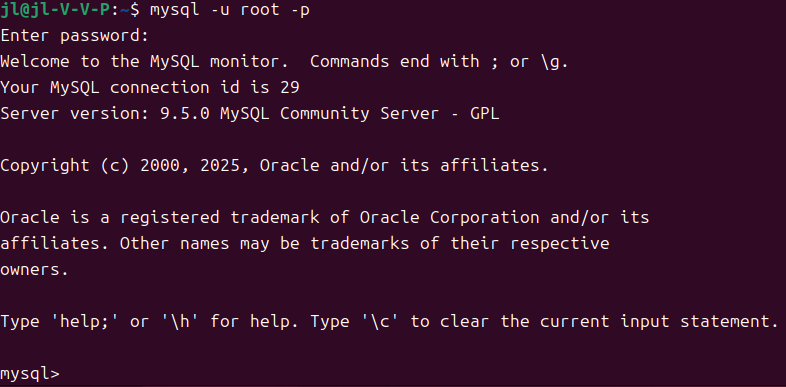 jl@jl-V-V-P:~$ mysql -u root -p
Enter password:
Welcome to the MySQL monitor.  Commands end with ; or \g.
Your MySQL connection id is 29
Server version: 9.5.0 MySQL Community Server - GPL
Copyright (c) 2000, 2025, Oracle and/or its affiliates.
Oracle is a registered trademark of Oracle Corporation and/or its
affiliates. Other names may be trademarks of their respective
owners.
Type 'help;' or '\h' for help. Type '\c' to clear the current input statement.
mysql>